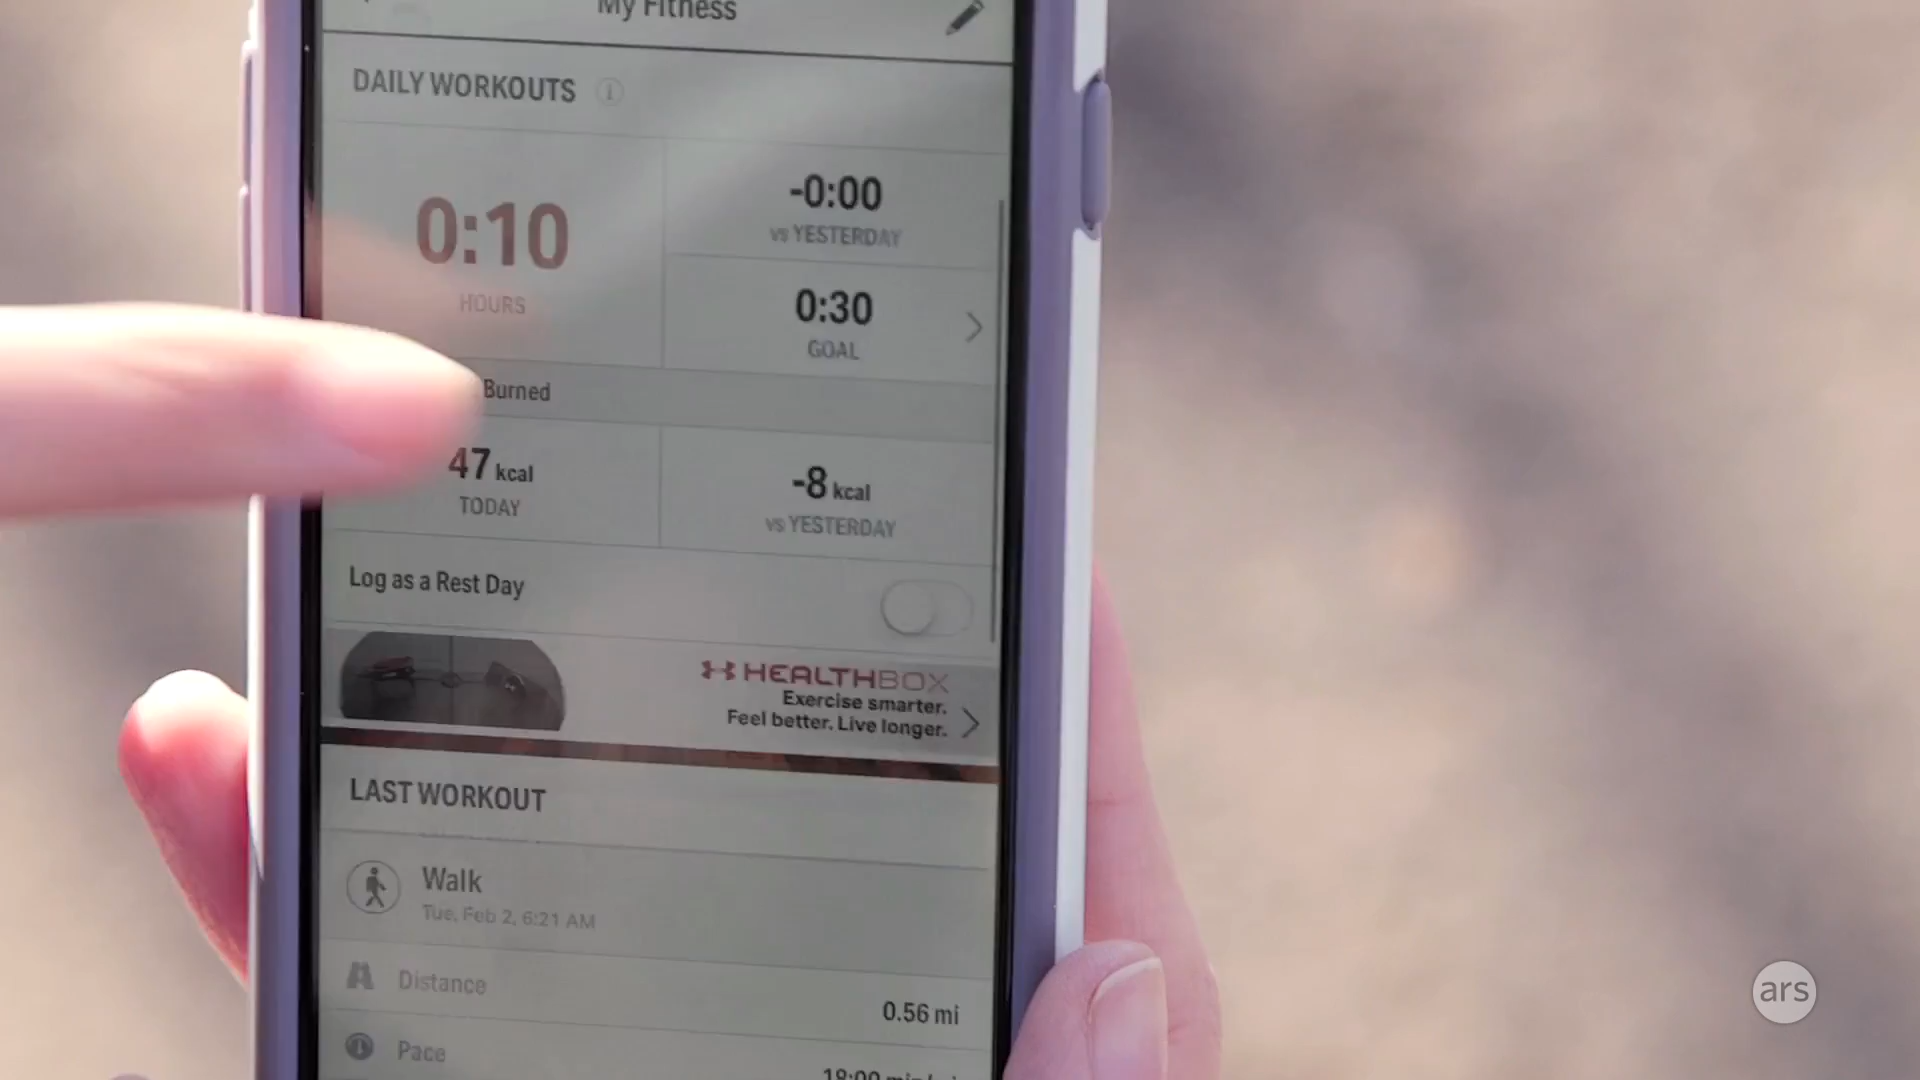 My Fitness
DAILY WORKOUTS
0:10
HOURS
-0:00
vs YESTERDAY
0:30
GOAL
Burned
47 kcal
TODAY
-8 kcal
vs YESTERDAY
Log as a Rest Day
HEALTHBOX
Exercise smarter.
Feel better. Live longer.
LAST WORKOUT
Walk
Tue, Feb 2, 6:21 AM
Distance
0.56 mi
Pace
ars